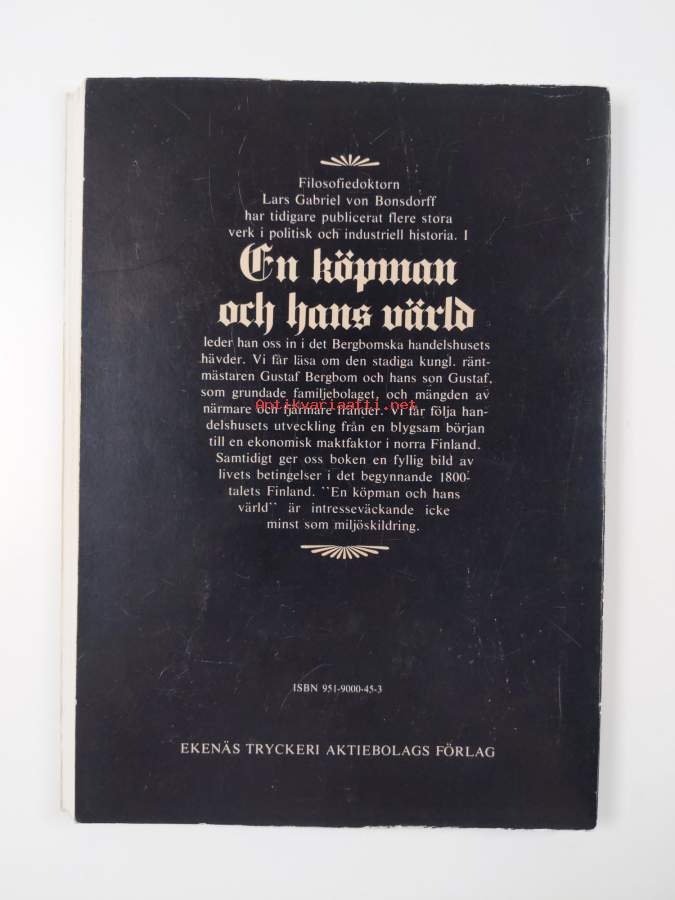 Filosofiedoktorn
Lars Gabriel von Bonsdorff
har tidigare publicerat flere stora
verk i politisk och industriell historia. I
En köpman
och hans värld
leder han oss in i det Bergbomska handelshusets
hävder. Vi får läsa om den stadiga kungl. ränt-
mästaren Gustaf Bergbom och hans son Gustaf,
som grundade familjebolaget, och mängden av
närmare och fjärmare fränder. Vi får följa han-
Antikvariaatti.net
delshusets utveckling från en blygsam början
till en ekonomisk maktfaktor i norra Finland.
Samtidigt ger oss boken en fyllig bild av
livets betingelser i det begynnande 1800-
talets Finland. ''En köpman och hans
värld'' är intresseväckande icke
minst som miljöskildring.
ISBN 951-9000-45-3
EKENÄS TRYCKERI AKTIEBOLAGS FÖRLAG